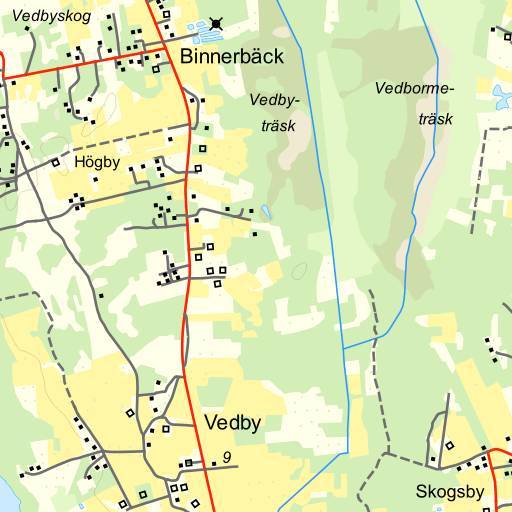 Vedbyskog
Binnerbäck
Vedby-
träsk
Vedborme-
träsk
Högby
Vedby
9
Skogsby